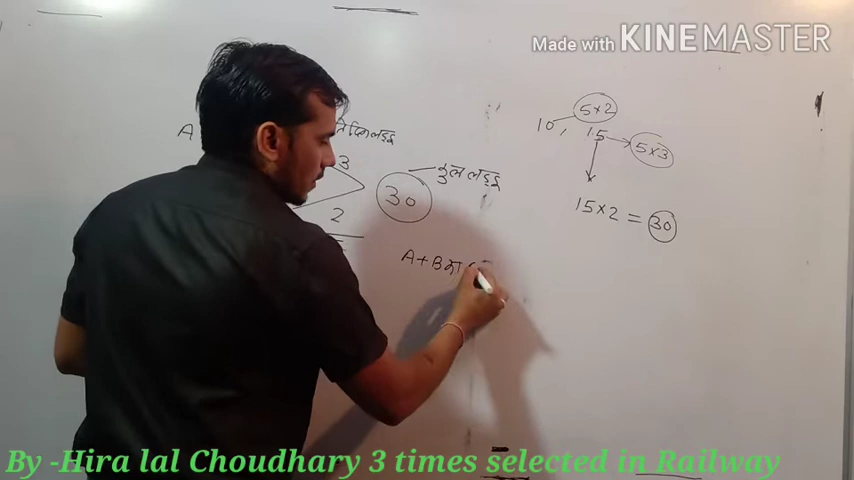 Made with KINEMASTER
5×2
10, 15
5×3
A
3
30
कुल लड्डू
2
15×2 = 30
A+B का
By -Hira lal Choudhary 3 times selected in Railway